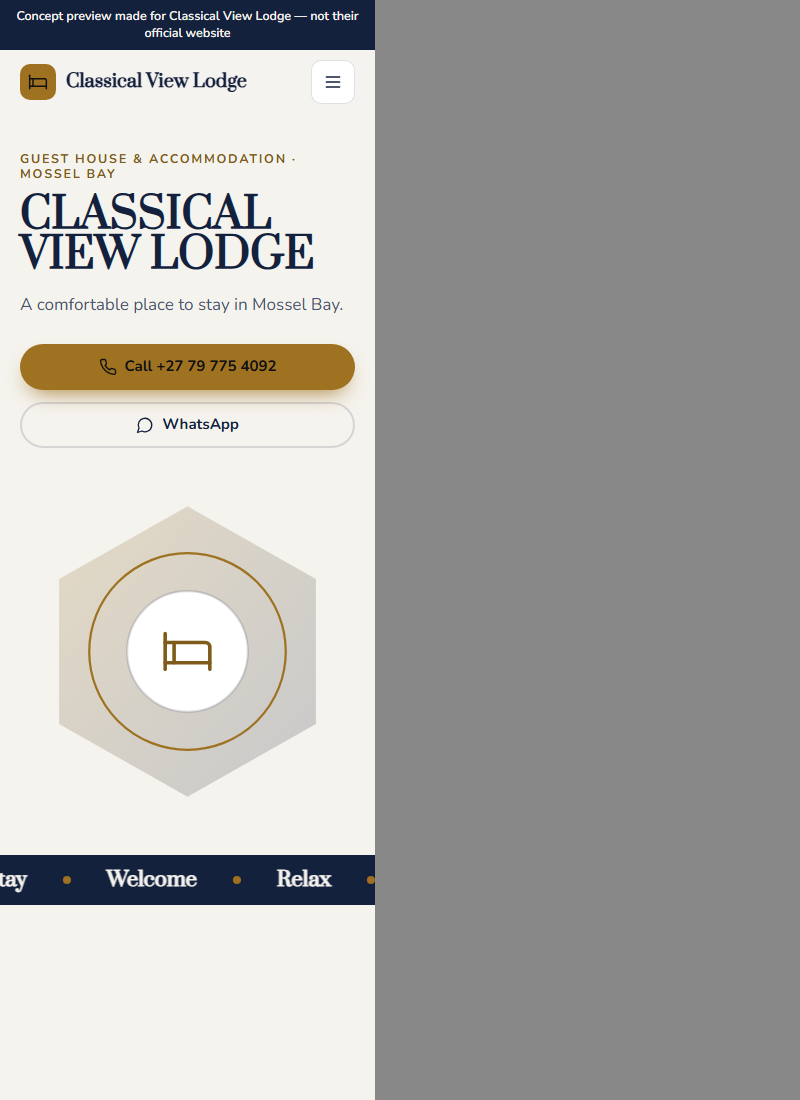 Concept preview made for Classical View Lodge — not their
official website
Classical View Lodge
GUEST HOUSE & ACCOMMODATION ·
MOSSEL BAY
CLASSICAL
VIEW LODGE
A comfortable place to stay in Mossel Bay.
Call +27 79 775 4092
WhatsApp
tay • Welcome • Relax •